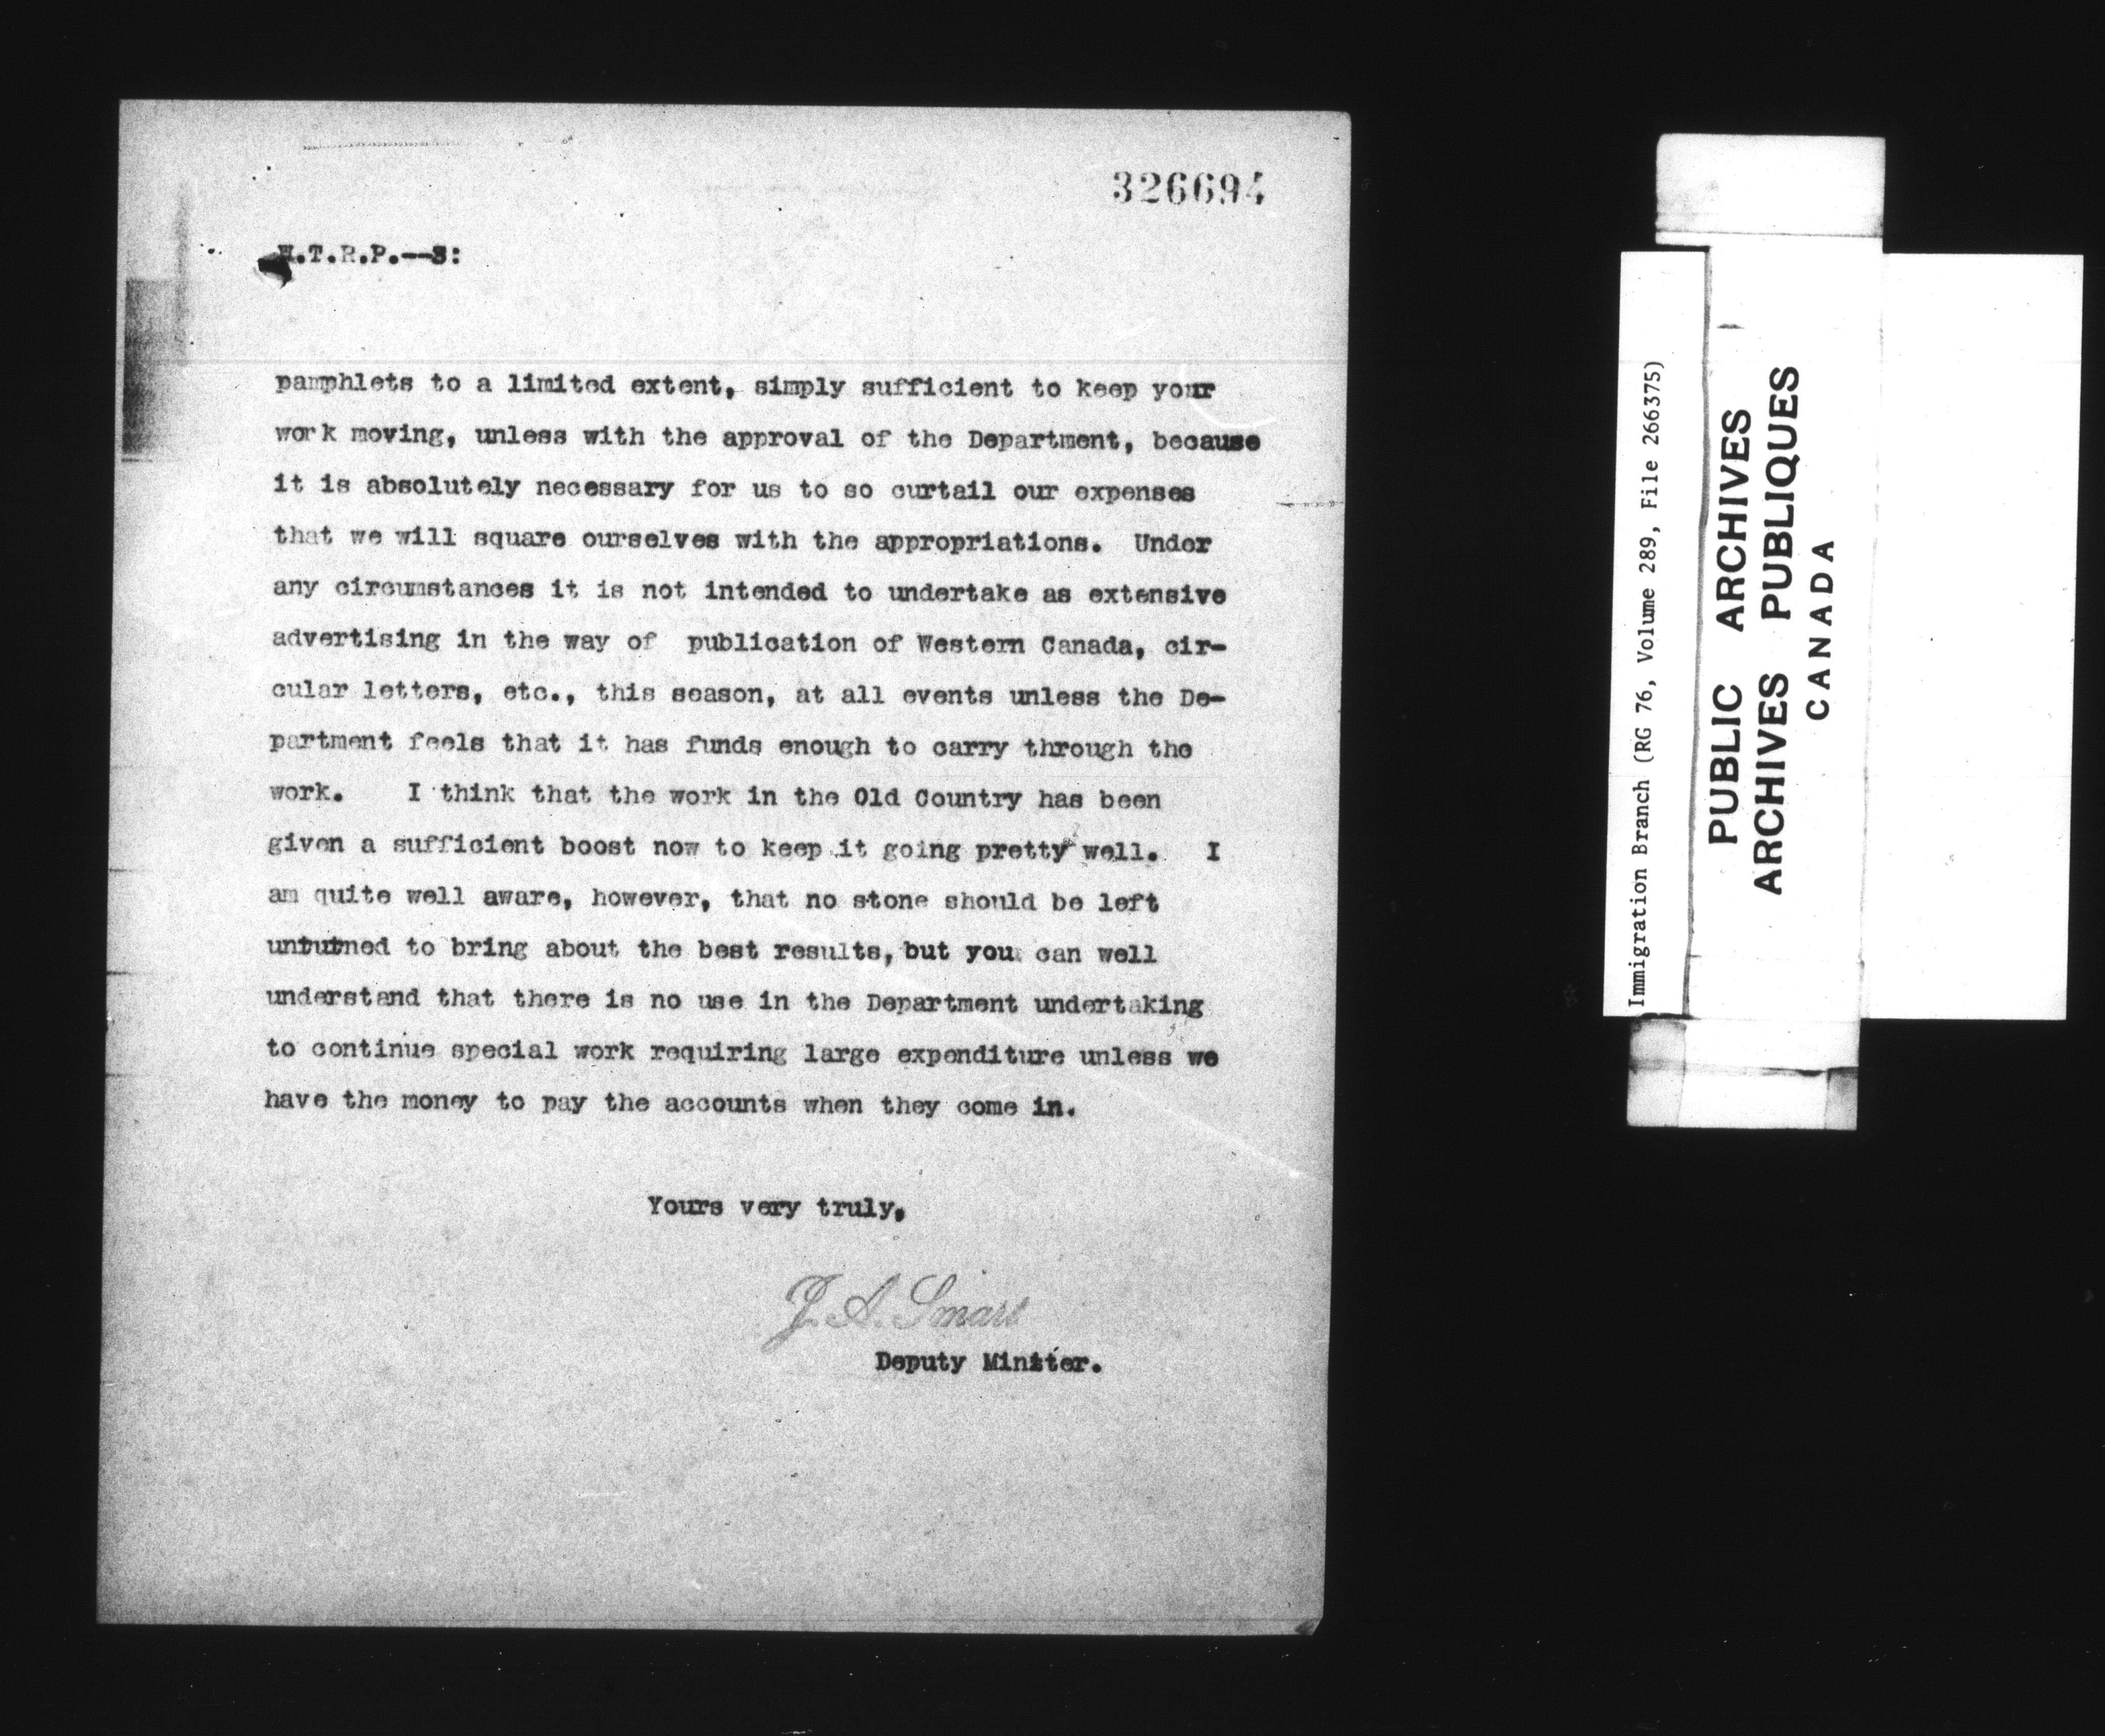 326694
W.T.R.P.--3:
pamphlets to a limited extent, simply sufficient to keep your
work moving, unless with the approval of the Department, because
it is absolutely necessary for us to so curtail our expenses
that we will square ourselves with the appropriations. Under
any circumstances it is not intended to undertake as extensive
advertising in the way of publication of Western Canada, cir-
cular letters, etc., this season, at all events unless the De-
partment feels that it has funds enough to carry through the
work. I think that the work in the Old Country has been
given a sufficient boost now to keep it going pretty well. I
am quite well aware, however, that no stone should be left
untutned to bring about the best results, but you can well
understand that there is no use in the Department undertaking
to continue special work requiring large expenditure unless we
have the money to pay the accounts when they come in.
Yours very truly,
J. A. Smart
Deputy Minster.
Immigration Branch (RG 76, Volume 289, File 266375)
PUBLIC ARCHIVES
ARCHIVES PUBLIQUES
CANADA